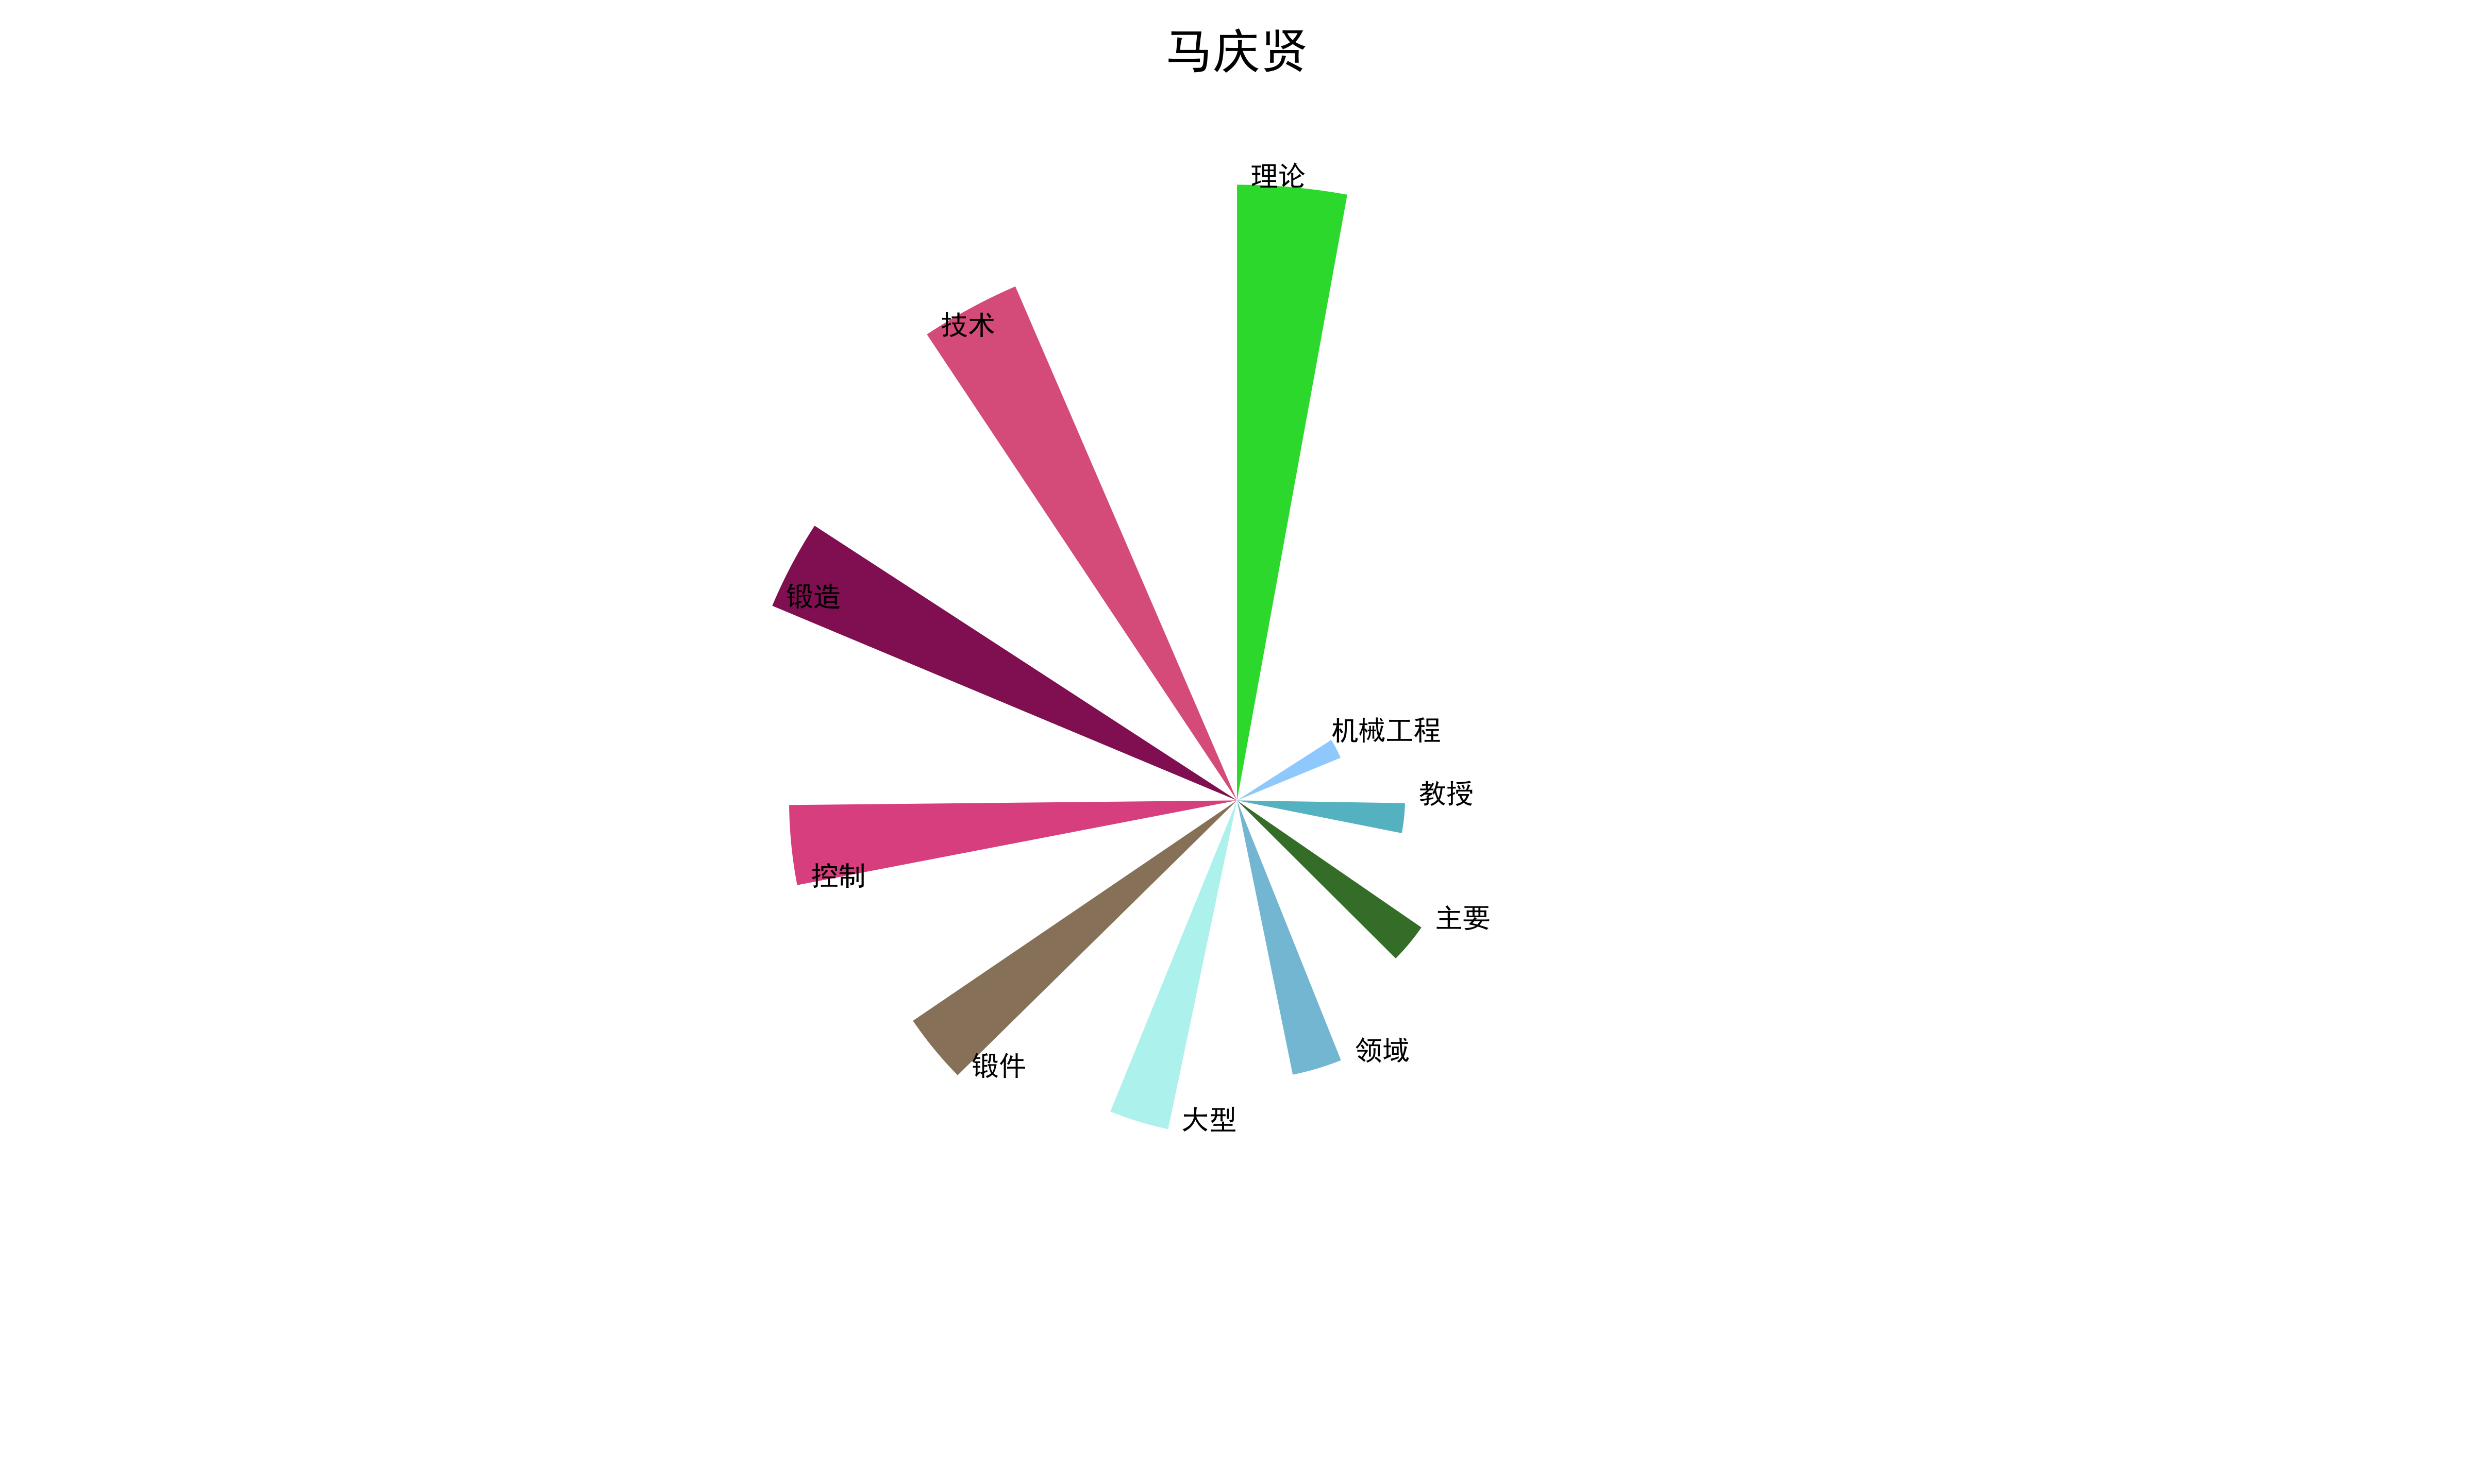 马庆贤
理论
技术
锻造
机械工程
教授
控制
主要
领域
锻件
大型